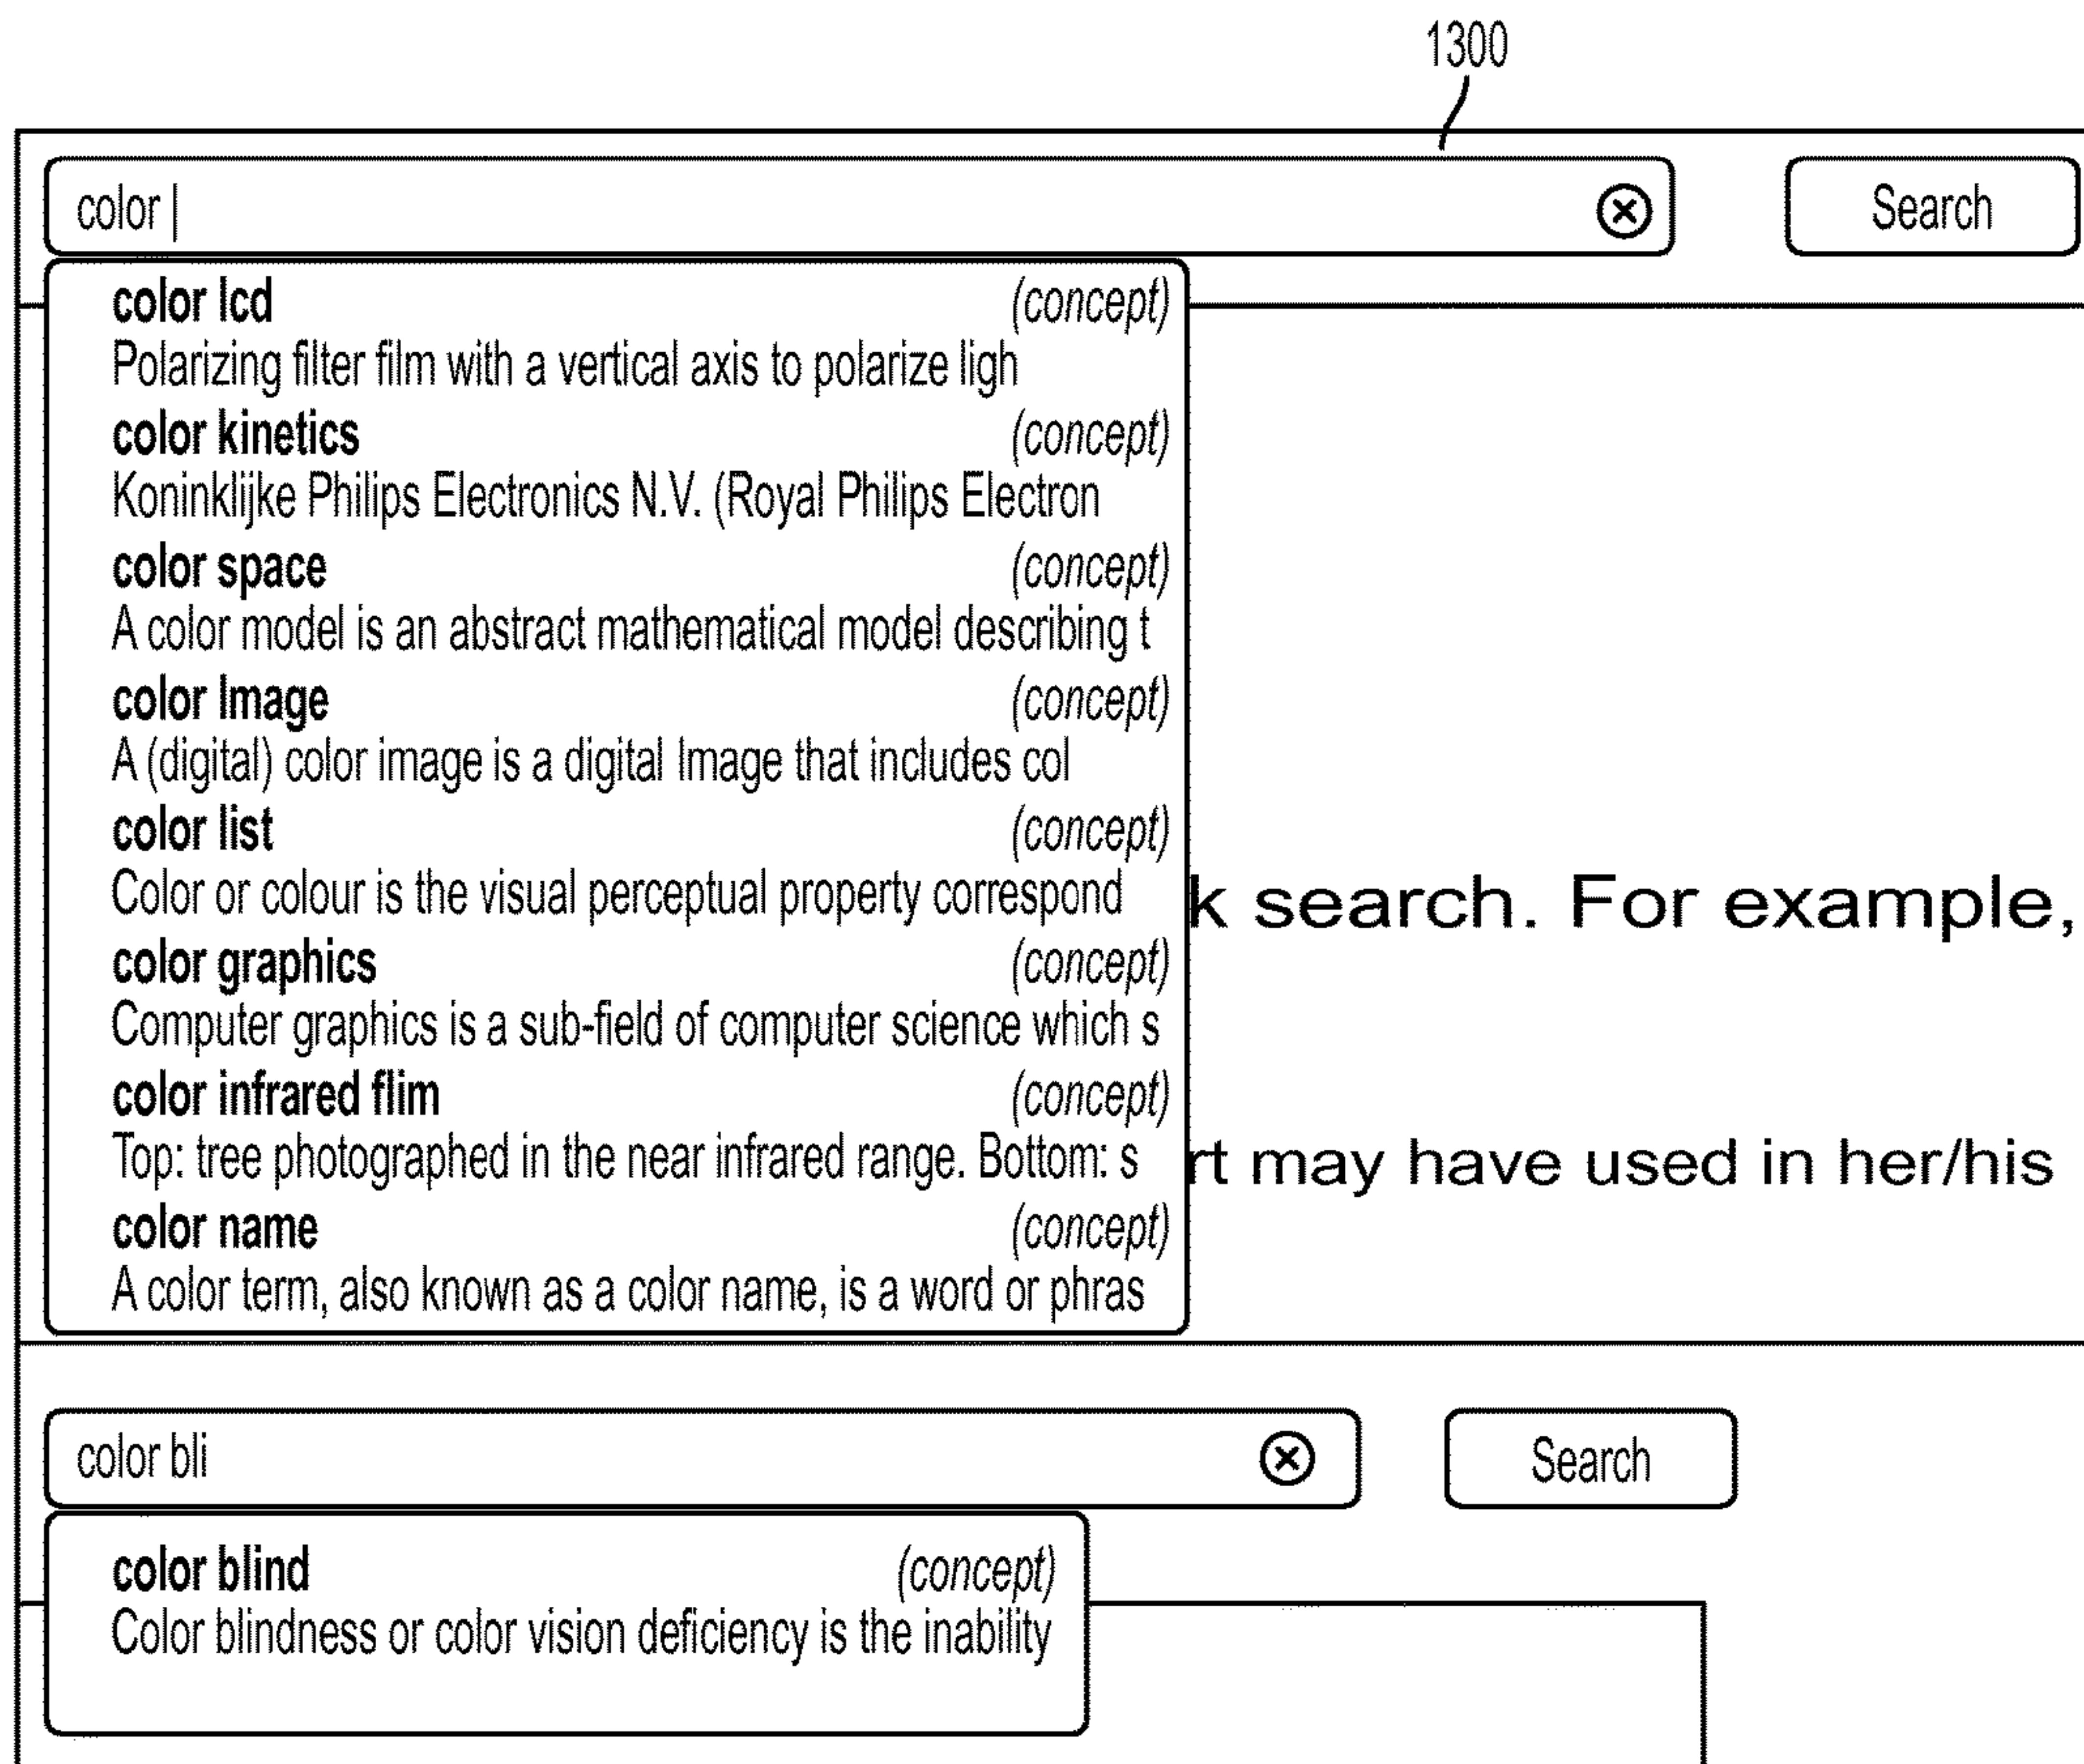 1300
color
Search
color lcd (concept)
Polarizing filter film with a vertical axis to polarize ligh
color kinetics (concept)
Koninklijke Philips Electronics N.V. (Royal Philips Electron
color space (concept)
A color model is an abstract mathematical model describing t
color Image (concept)
A (digital) color image is a digital Image that includes col
color list (concept)
Color or colour is the visual perceptual property correspond
k search. For example,
color graphics (concept)
Computer graphics is a sub-field of computer science which s
color infrared flim (concept)
Top: tree photographed in the near infrared range. Bottom: s
rt may have used in her/his
color name (concept)
A color term, also known as a color name, is a word or phras
color bli
Search
color blind (concept)
Color blindness or color vision deficiency is the inability